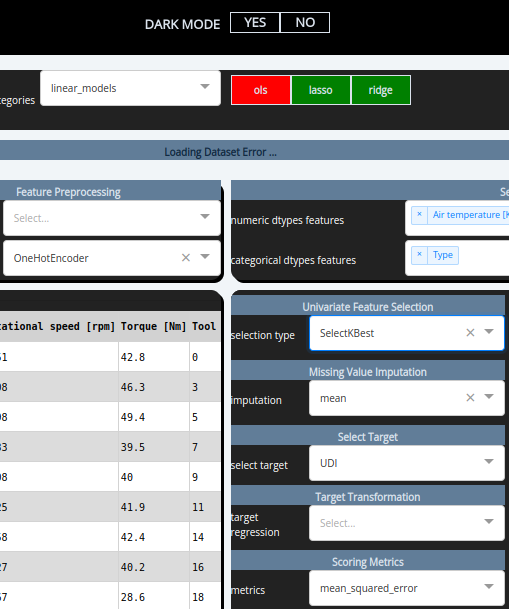 DARK MODE YES NO
tegories linear_models ols lasso ridge
Loading Dataset Error ...
Feature Preprocessing
Select...
OneHotEncoder
Se
numeric dtypes features × Air temperature [K
categorical dtypes features × Type
ational speed [rpm] Torque [Nm] Tool
51 42.8 0
08 46.3 3
98 49.4 5
33 39.5 7
08 40 9
25 41.9 11
58 42.4 14
27 40.2 16
67 28.6 18
Univariate Feature Selection
selection type SelectKBest
Missing Value Imputation
imputation mean
Select Target
select target UDI
Target Transformation
target
regression Select...
Scoring Metrics
metrics mean_squared_error